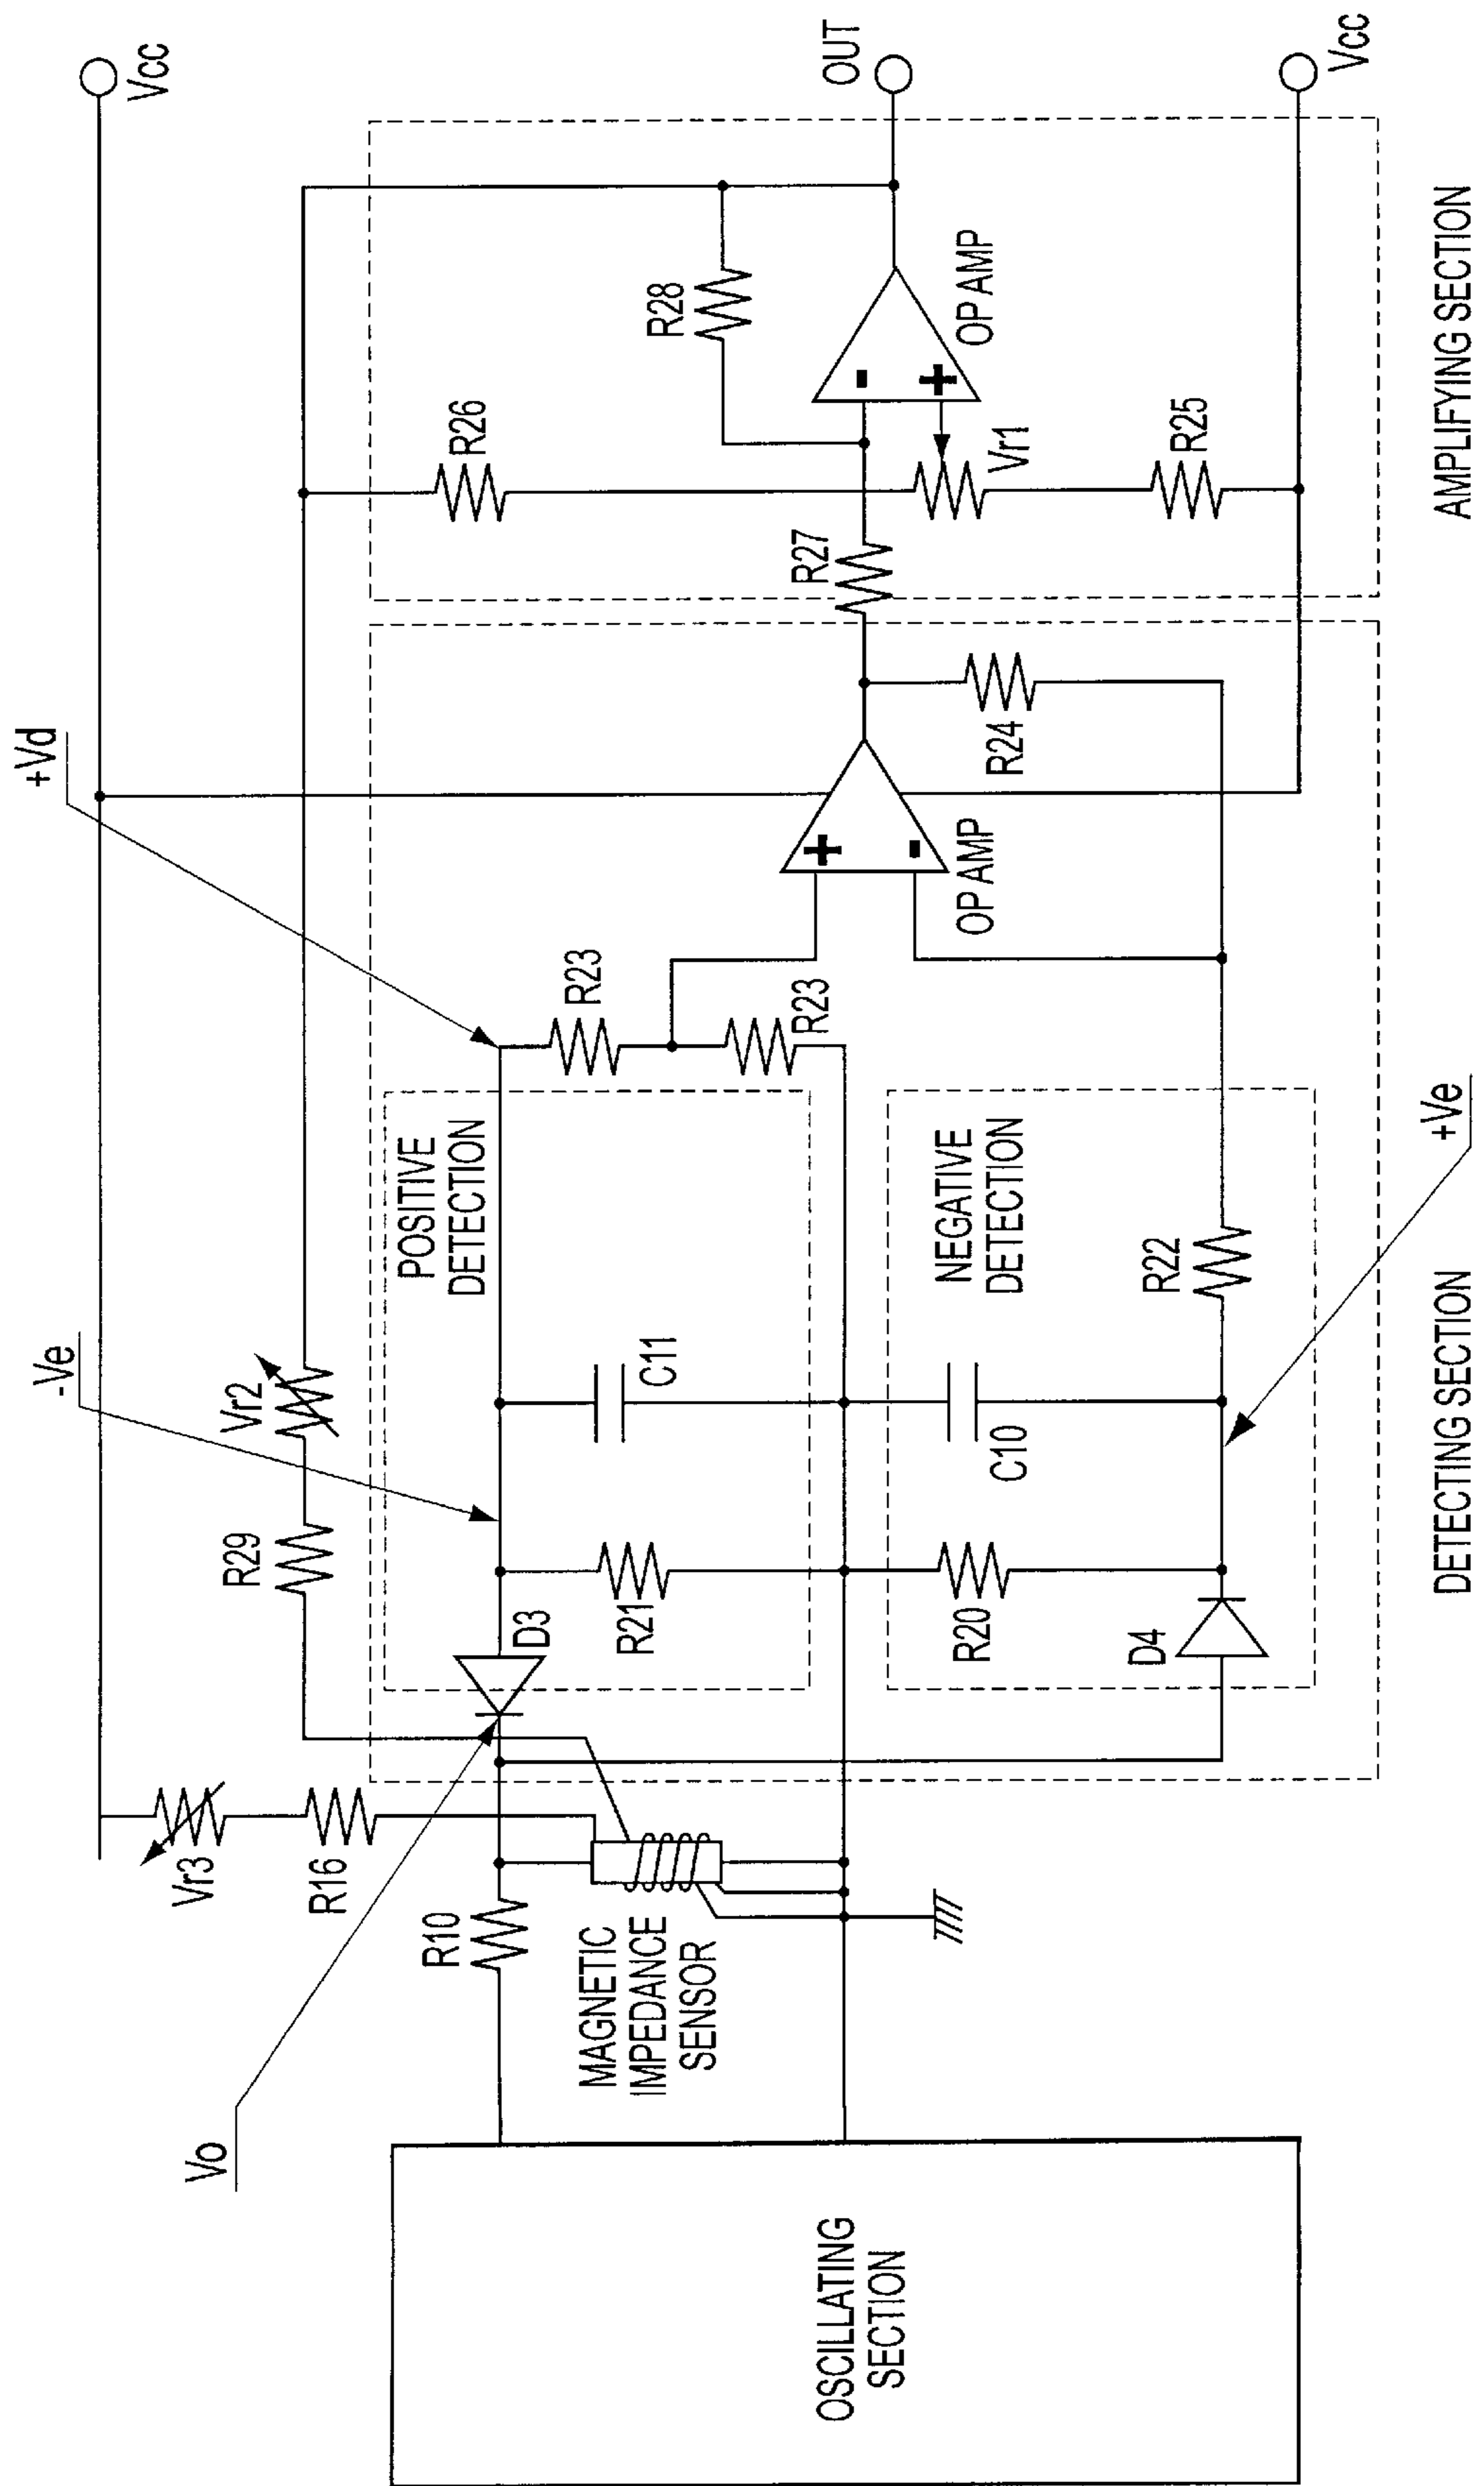 +Vd
-Ve
Vcc
Vr3
Vr2
R29
R16
Vo
R10
MAGNETIC
IMPEDANCE
SENSOR
OSCILLATING
SECTION
D3
POSITIVE
DETECTION
R21
C11
R23
R23
NEGATIVE
DETECTION
R20
C10
D4
R22
+
-
OP AMP
R24
R27
R26
R28
-
+
OP AMP
Vr1
R25
OUT
Vcc
+Ve
DETECTING SECTION
AMPLIFYING SECTION